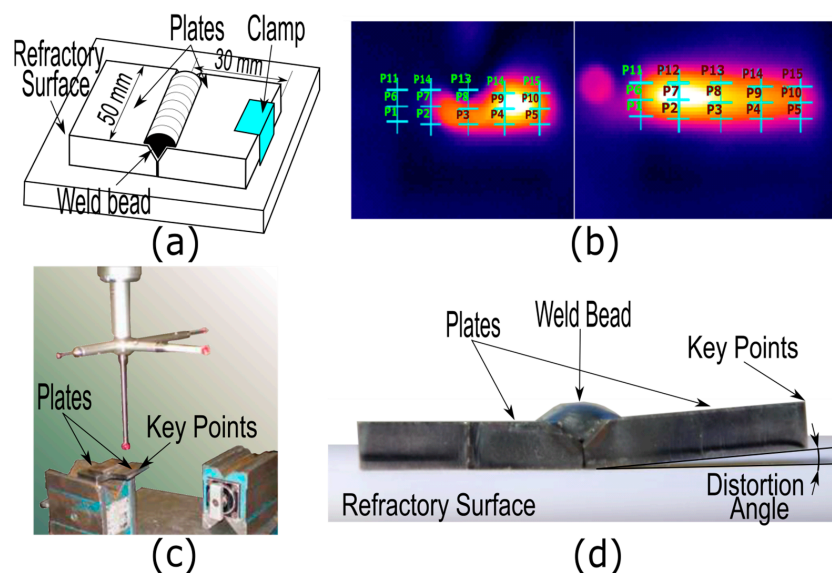 Plates
Clamp
Refractory
Surface
30 mm
50 mm
Weld bead
(a)
P11 P14 P13 P14 P15
P6 P7 P8 P9 P10
P1 P2 P3 P4 P5
P11 P12 P13 P14 P15
P6 P7 P8 P9 P10
P1 P2 P3 P4 P5
(b)
Plates
Key Points
(c)
Weld Bead
Plates
Key Points
Refractory Surface
Distortion
Angle
(d)